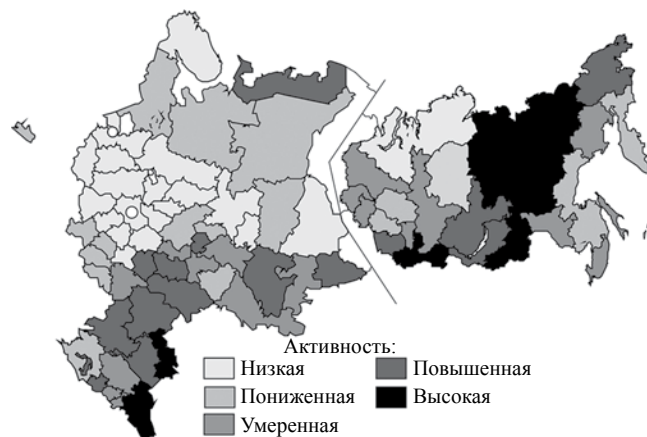 Активность:
Низкая
Пониженная
Умеренная
Повышенная
Высокая